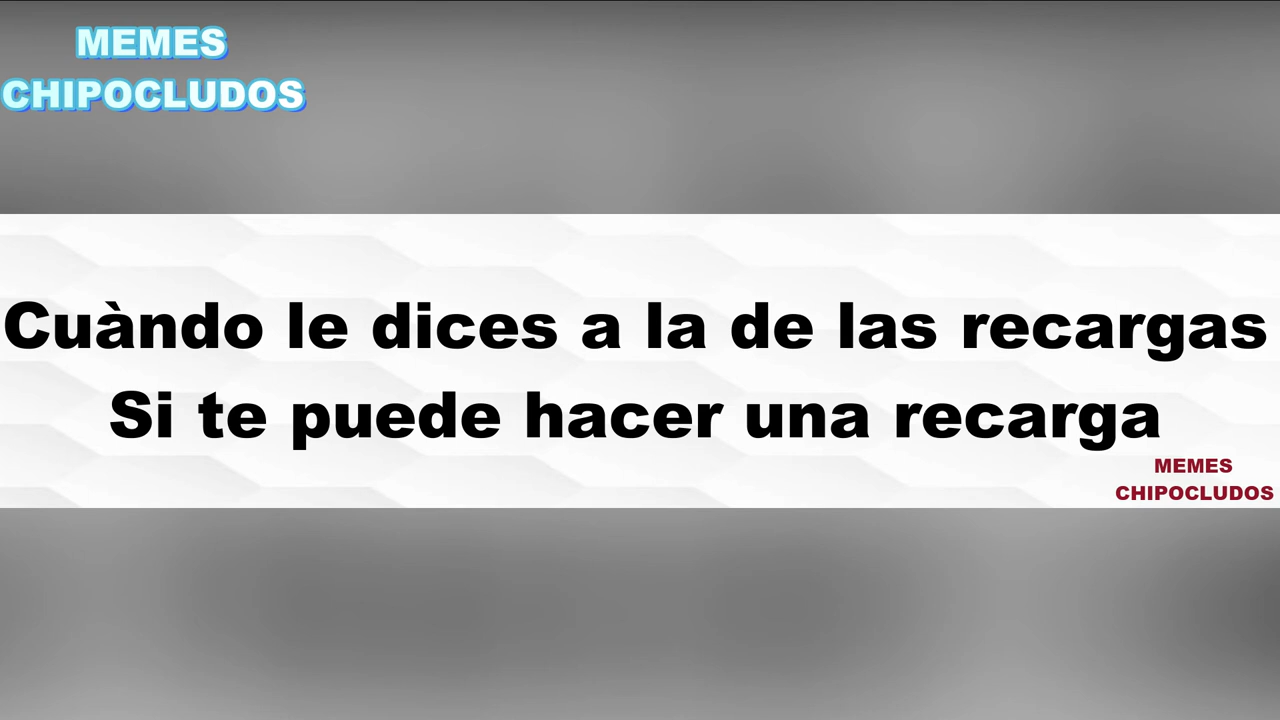 MEMES
CHIPOCLUDOS
Cuàndo le dices a la de las recargas
Si te puede hacer una recarga
MEMES
CHIPOCLUDOS